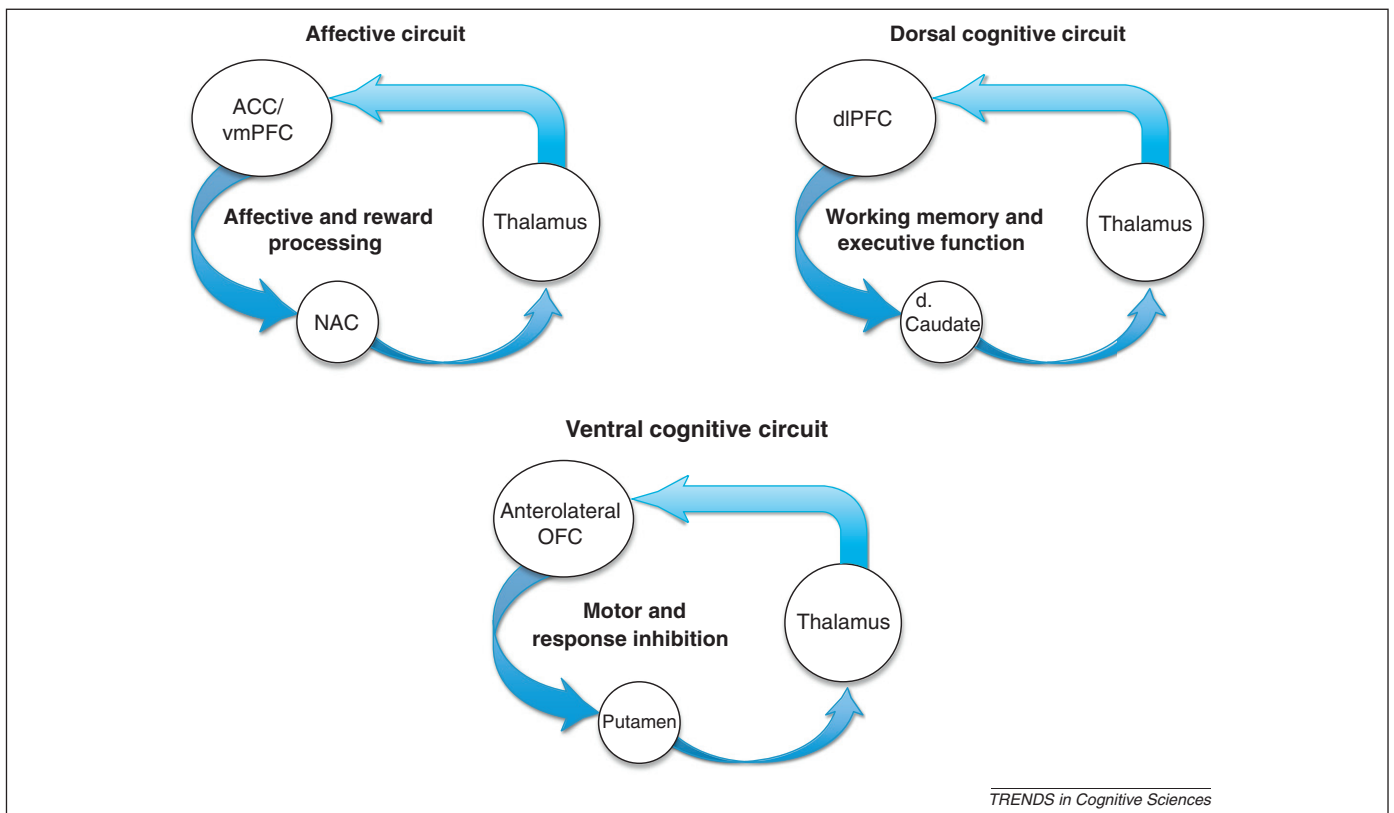 Affective circuit
ACC/
vmPFC
Affective and reward
processing
Thalamus
NAC
Dorsal cognitive circuit
dlPFC
Working memory and
executive function
Thalamus
d.
Caudate
Ventral cognitive circuit
Anterolateral
OFC
Motor and
response inhibition
Thalamus
Putamen
TRENDS in Cognitive Sciences